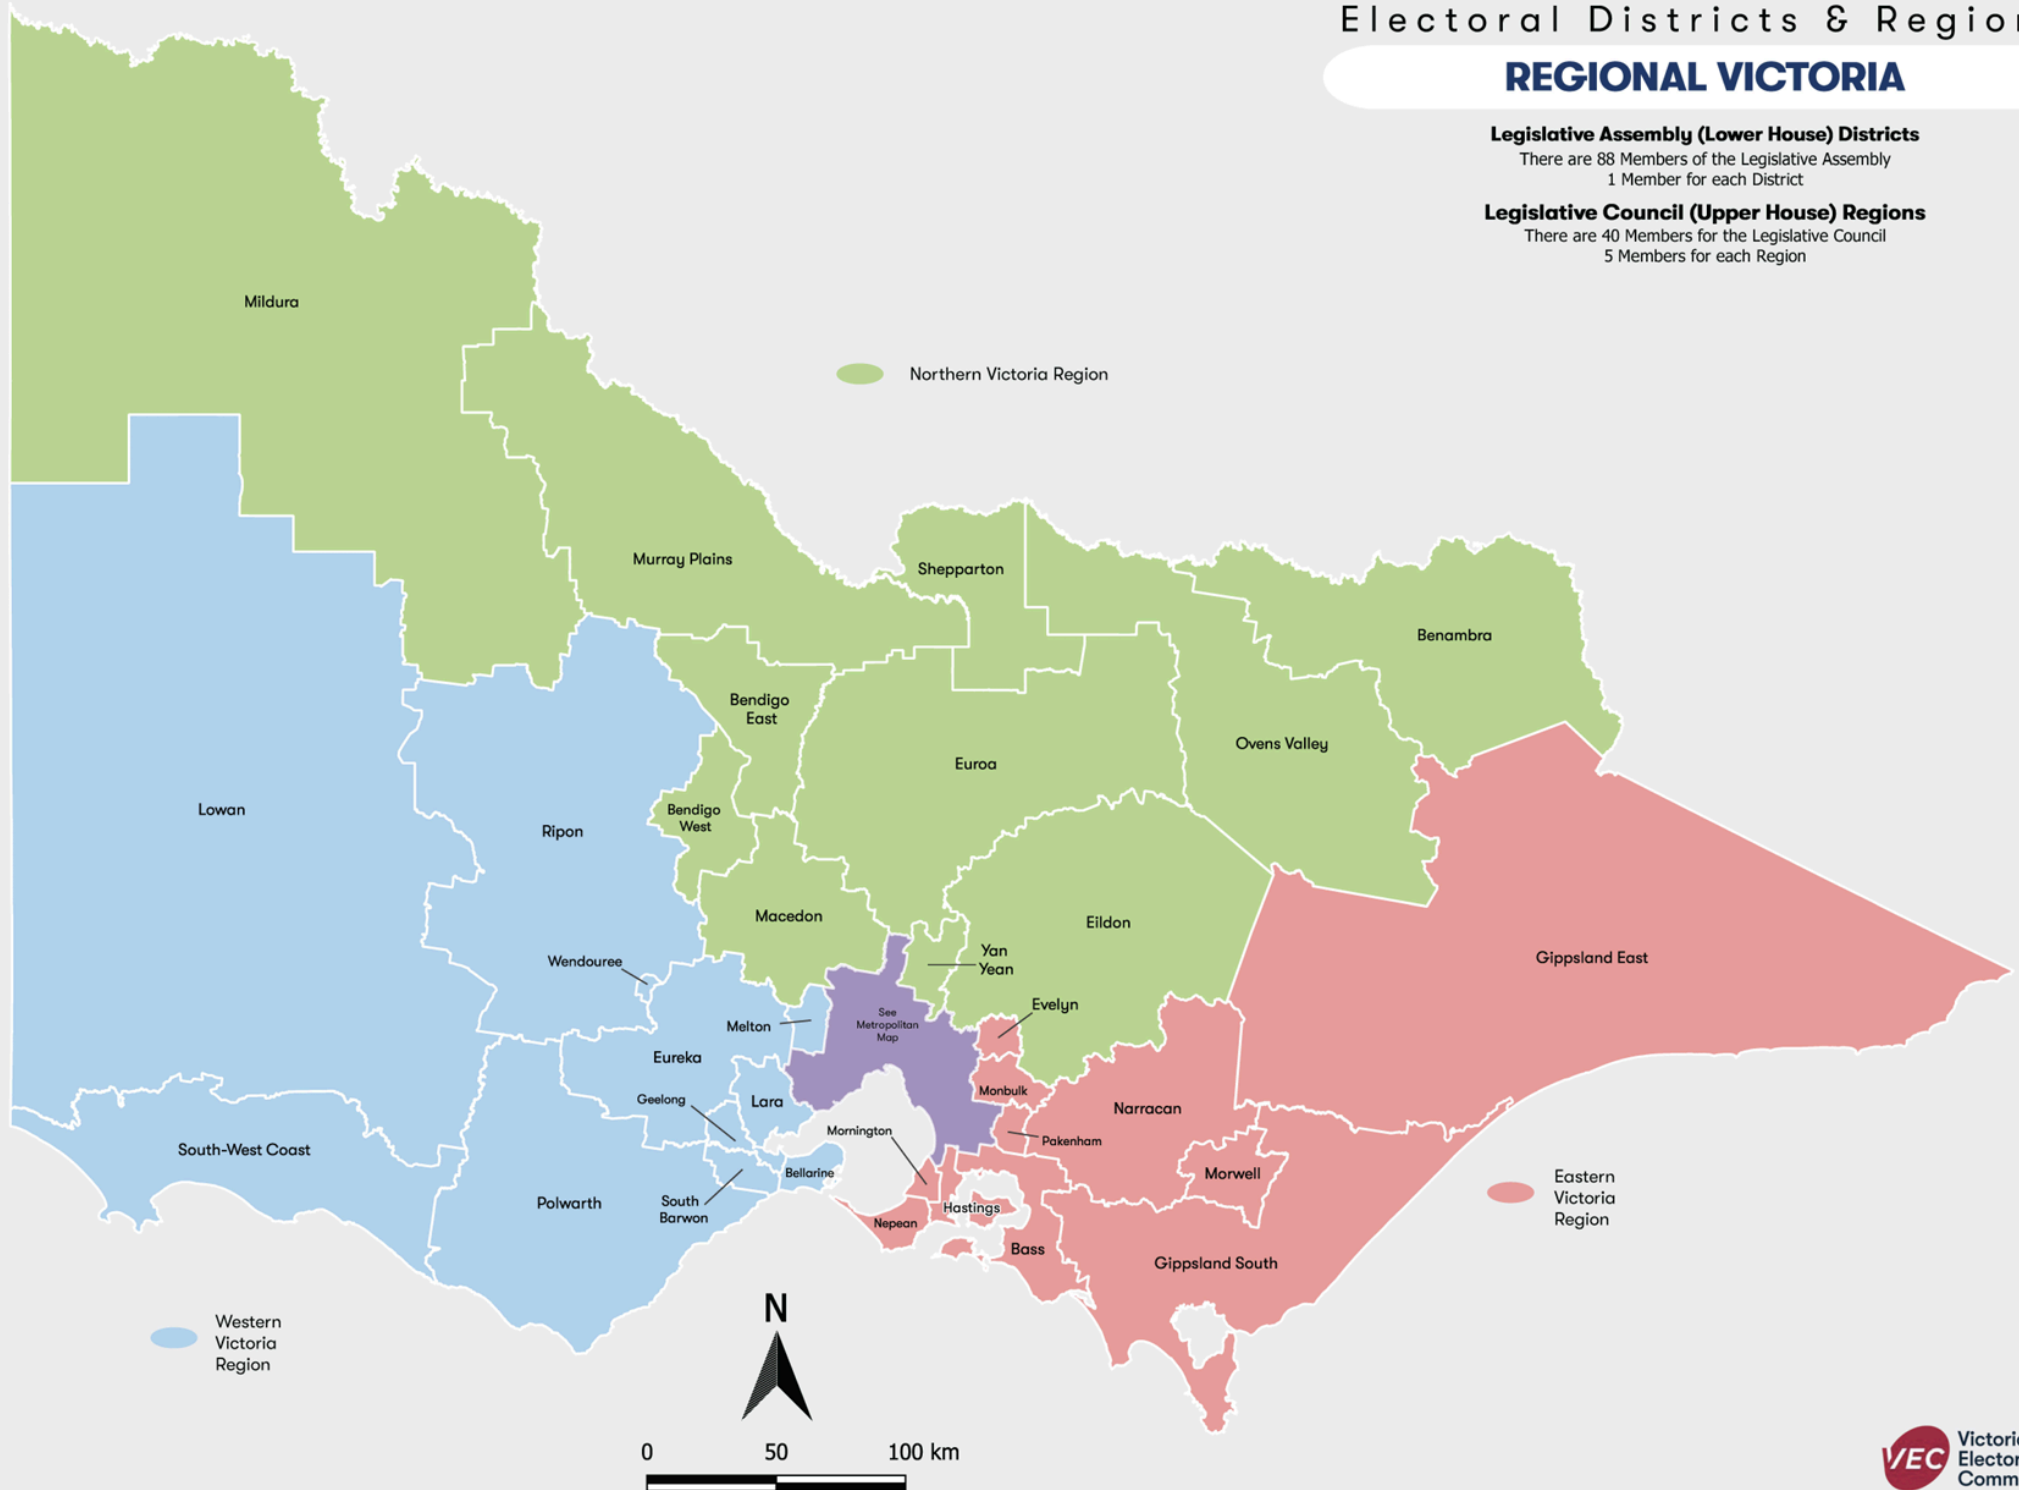 Electoral Districts & Region
REGIONAL VICTORIA
Legislative Assembly (Lower House) Districts
There are 88 Members of the Legislative Assembly
1 Member for each District
Legislative Council (Upper House) Regions
There are 40 Members for the Legislative Council
5 Members for each Region
Mildura
Northern Victoria Region
Murray Plains
Shepparton
Benambra
Bendigo
East
Ovens Valley
Euroa
Lowan
Bendigo
West
Ripon
Macedon
Eildon
Yan
Yean
Gippsland East
Wendouree
Evelyn
See
Metropolitan
Map
Melton
Eureka
Monbulk
Geelong
Lara
Narracan
Mornington
Pakenham
South-West Coast
Bellarine
Morwell
Eastern
Victoria
Region
Polwarth
South
Barwon
Hastings
Nepean
Bass
Gippsland South
Western
Victoria
Region
N
0 50 100 km
VEC
Victoria
Elector
Comm